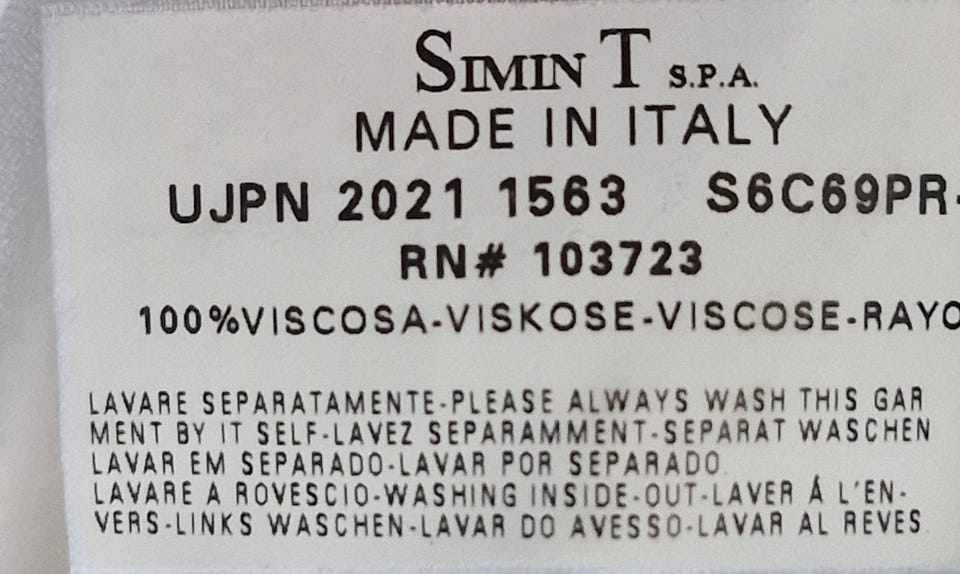 SIMIN T S.P.A.
MADE IN ITALY
UJPN 2021 1563 S6C69PR-
RN# 103723
100%VISCOSA-VISKOSE-VISCOSE-RAYO
LAVARE SEPARATAMENTE-PLEASE ALWAYS WASH THIS GAR
MENT BY IT SELF-LAVEZ SEPARAMMENT-SEPARAT WASCHEN
LAVAR EM SEPARADO-LAVAR POR SEPARADO.
LAVARE A ROVESCIO-WASHING INSIDE-OUT-LAVER Á L'EN-
VERS-LINKS WASCHEN-LAVAR DO AVESSO-LAVAR AL REVES